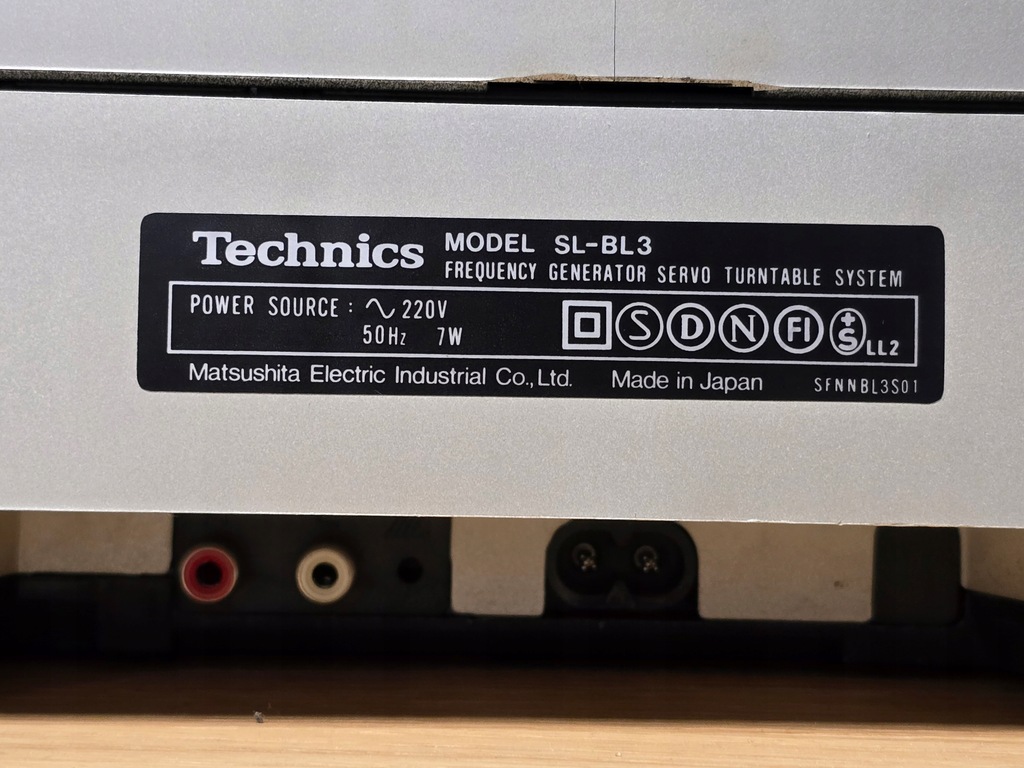 Technics MODEL SL-BL3
FREQUENCY GENERATOR SERVO TURNTABLE SYSTEM
POWER SOURCE : ∿ 220V
50Hz 7W
S D N FI +S LL2
Matsushita Electric Industrial Co., Ltd. Made in Japan SFNNBL3S01